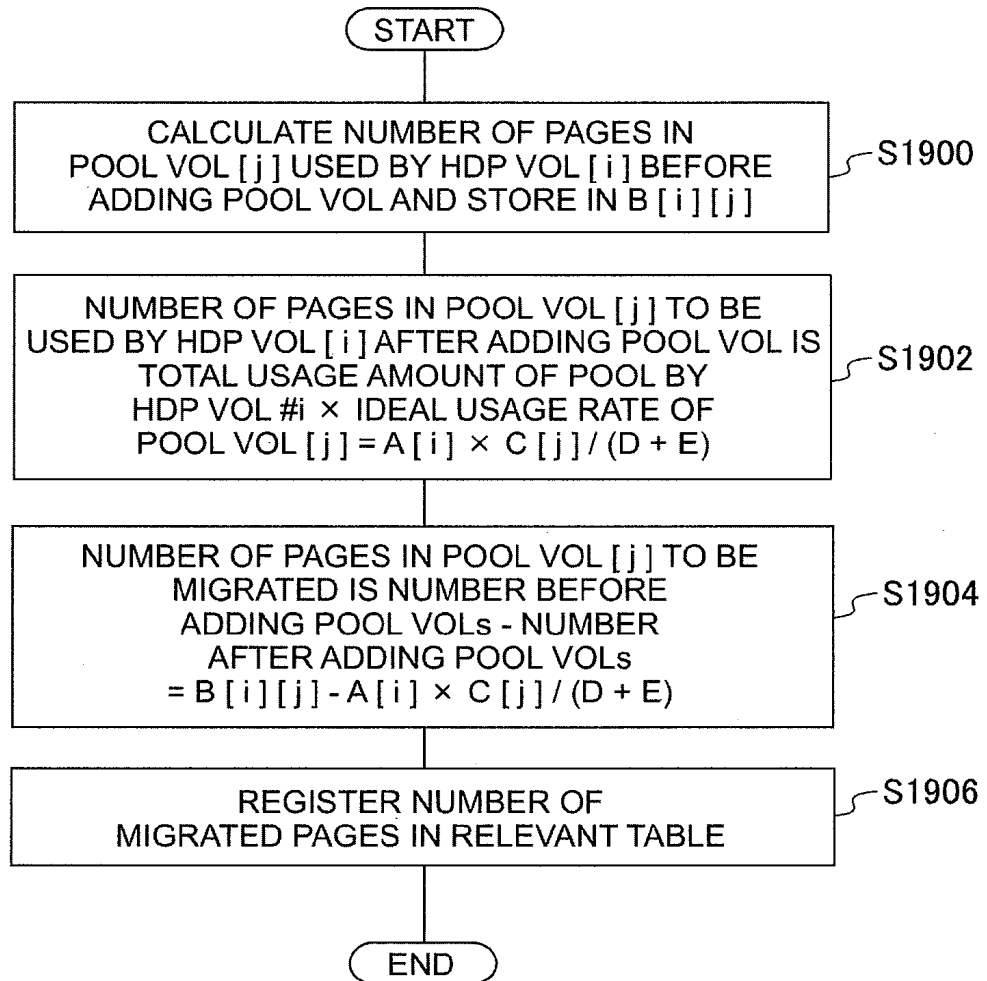 START
CALCULATE NUMBER OF PAGES IN
POOL VOL [ j ] USED BY HDP VOL [ i ] BEFORE
ADDING POOL VOL AND STORE IN B [ i ] [ j ]
S1900
NUMBER OF PAGES IN POOL VOL [ j ] TO BE
USED BY HDP VOL [ i ] AFTER ADDING POOL VOL IS
TOTAL USAGE AMOUNT OF POOL BY
HDP VOL #i × IDEAL USAGE RATE OF
POOL VOL [ j ] = A [ i ] × C [ j ] / (D + E)
S1902
NUMBER OF PAGES IN POOL VOL [ j ] TO BE
MIGRATED IS NUMBER BEFORE
ADDING POOL VOLs - NUMBER
AFTER ADDING POOL VOLs
= B [ i ] [ j ] - A [ i ] × C [ j ] / (D + E)
S1904
REGISTER NUMBER OF
MIGRATED PAGES IN RELEVANT TABLE
S1906
END